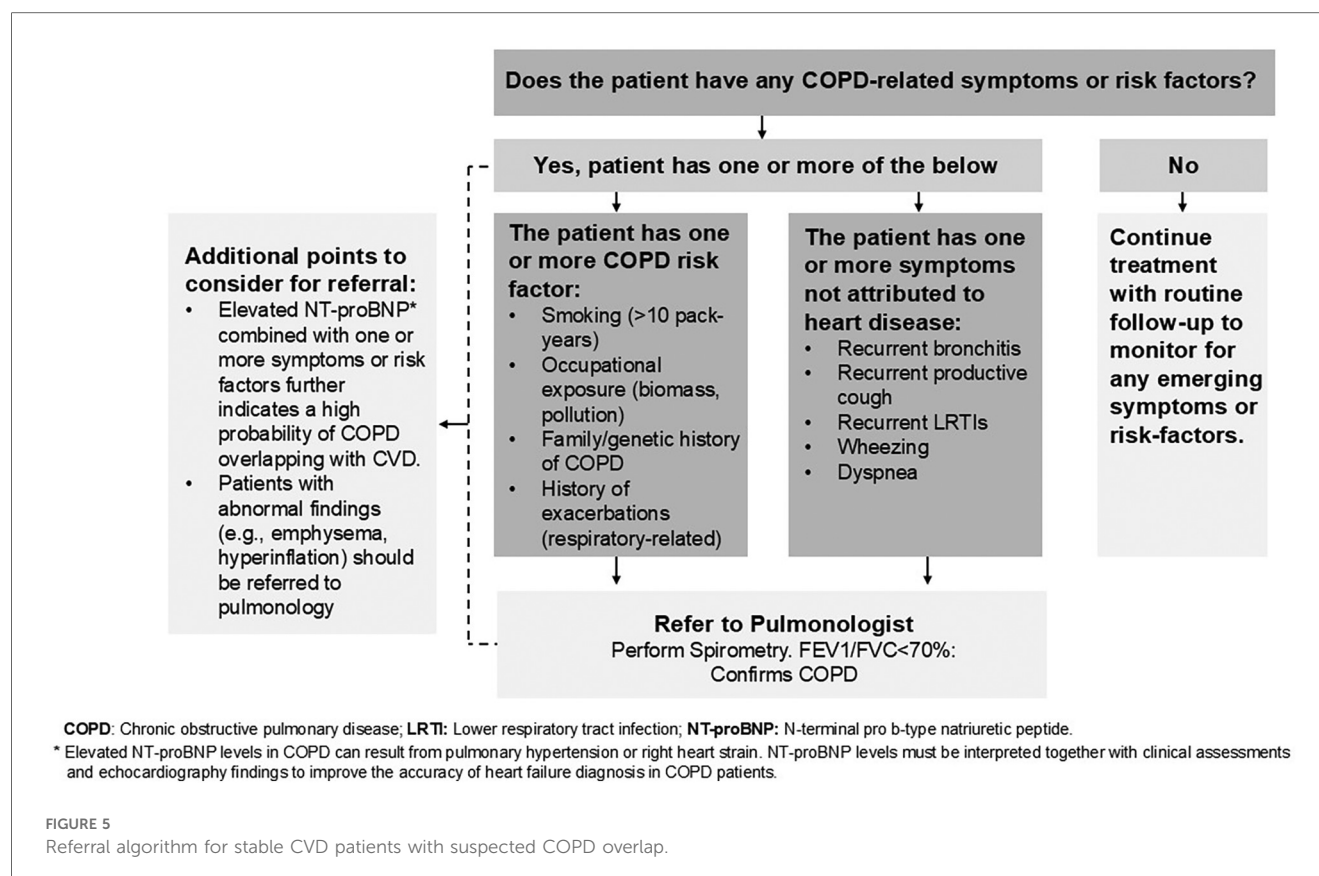 Does the patient have any COPD-related symptoms or risk factors?
Yes, patient has one or more of the below
No
Additional points to
consider for referral:
• Elevated NT-proBNP*
combined with one or
more symptoms or risk
factors further
indicates a high
probability of COPD
overlapping with CVD.
• Patients with
abnormal findings
(e.g., emphysema,
hyperinflation) should
be referred to
pulmonology
The patient has one
or more COPD risk
factor:
• Smoking (>10 pack-
years)
• Occupational
exposure (biomass,
pollution)
• Family/genetic history
of COPD
• History of
exacerbations
(respiratory-related)
The patient has one
or more symptoms
not attributed to
heart disease:
• Recurrent bronchitis
• Recurrent productive
cough
• Recurrent LRTIs
• Wheezing
• Dyspnea
Continue
treatment
with routine
follow-up to
monitor for
any emerging
symptoms or
risk-factors.
Refer to Pulmonologist
Perform Spirometry. FEV1/FVC<70%:
Confirms COPD
COPD: Chronic obstructive pulmonary disease; LRTI: Lower respiratory tract infection; NT-proBNP: N-terminal pro b-type natriuretic peptide.
* Elevated NT-proBNP levels in COPD can result from pulmonary hypertension or right heart strain. NT-proBNP levels must be interpreted together with clinical assessments
and echocardiography findings to improve the accuracy of heart failure diagnosis in COPD patients.
FIGURE 5
Referral algorithm for stable CVD patients with suspected COPD overlap.